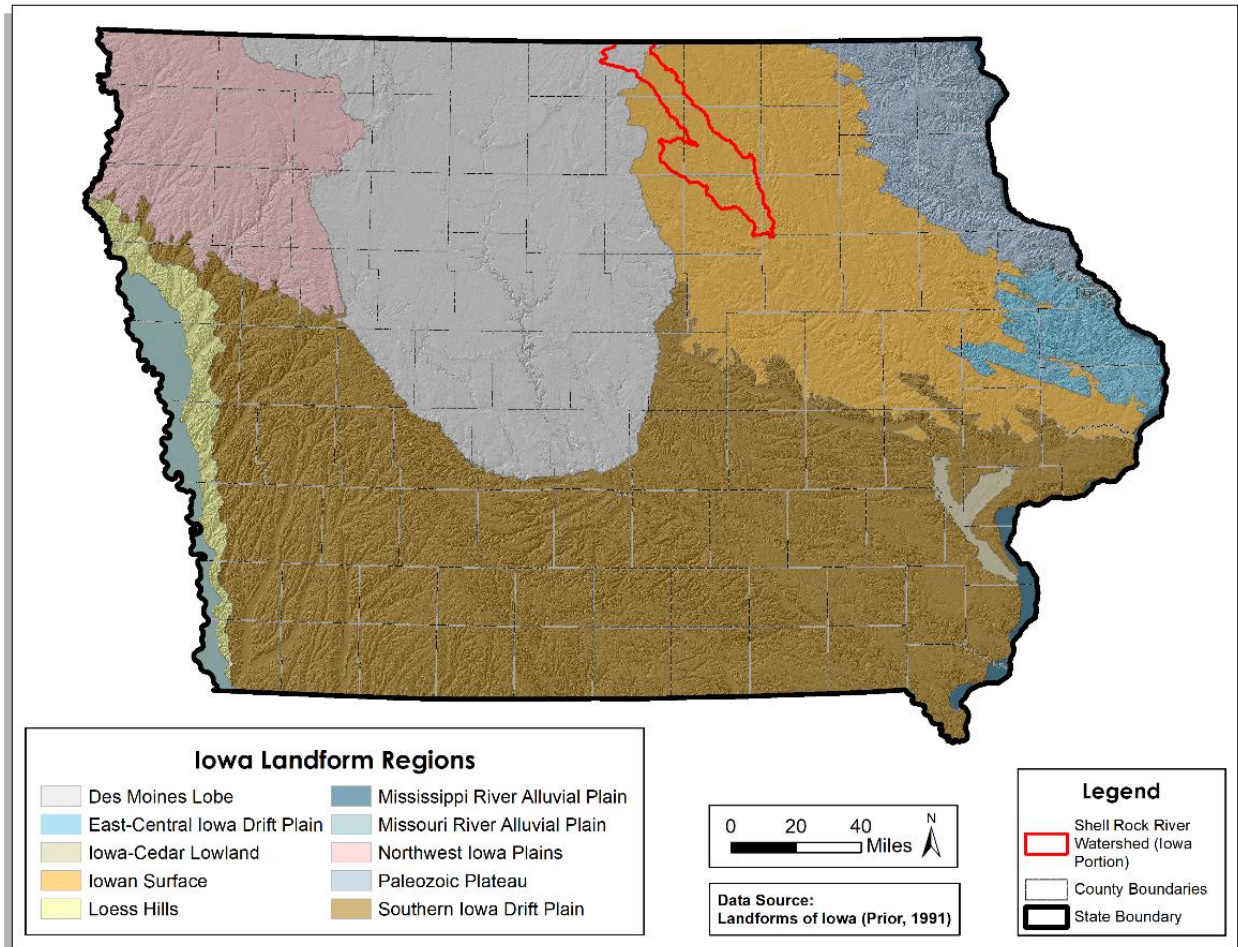 Iowa Landform Regions
Des Moines Lobe
East-Central Iowa Drift Plain
Iowa-Cedar Lowland
Iowan Surface
Loess Hills
Mississippi River Alluvial Plain
Missouri River Alluvial Plain
Northwest Iowa Plains
Paleozoic Plateau
Southern Iowa Drift Plain
0 20 40
Miles
N
Data Source:
Landforms of Iowa (Prior, 1991)
Legend
Shell Rock River
Watershed (Iowa
Portion)
County Boundaries
State Boundary